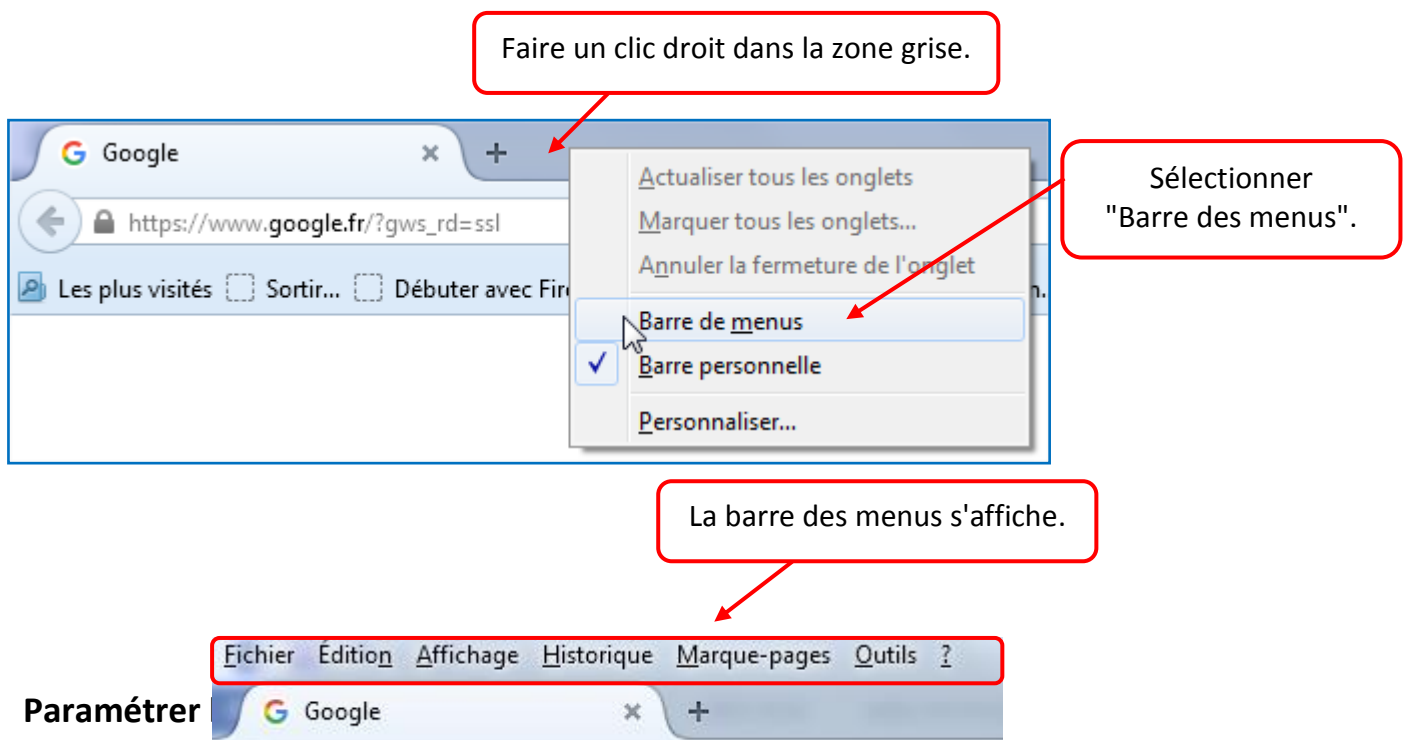 Faire un clic droit dans la zone grise.
Google
Actualiser tous les onglets
Sélectionner
"Barre des menus".
https://www.google.fr/?gws_rd=ssl
Marquer tous les onglets...
Annuler la fermeture de l'onglet
Les plus visités Sortir... Débuter avec Fire
Barre de menus
Barre personnelle
Personnaliser...
La barre des menus s'affiche.
Fichier Édition Affichage Historique Marque-pages Outils ?
Paramétrer
Google